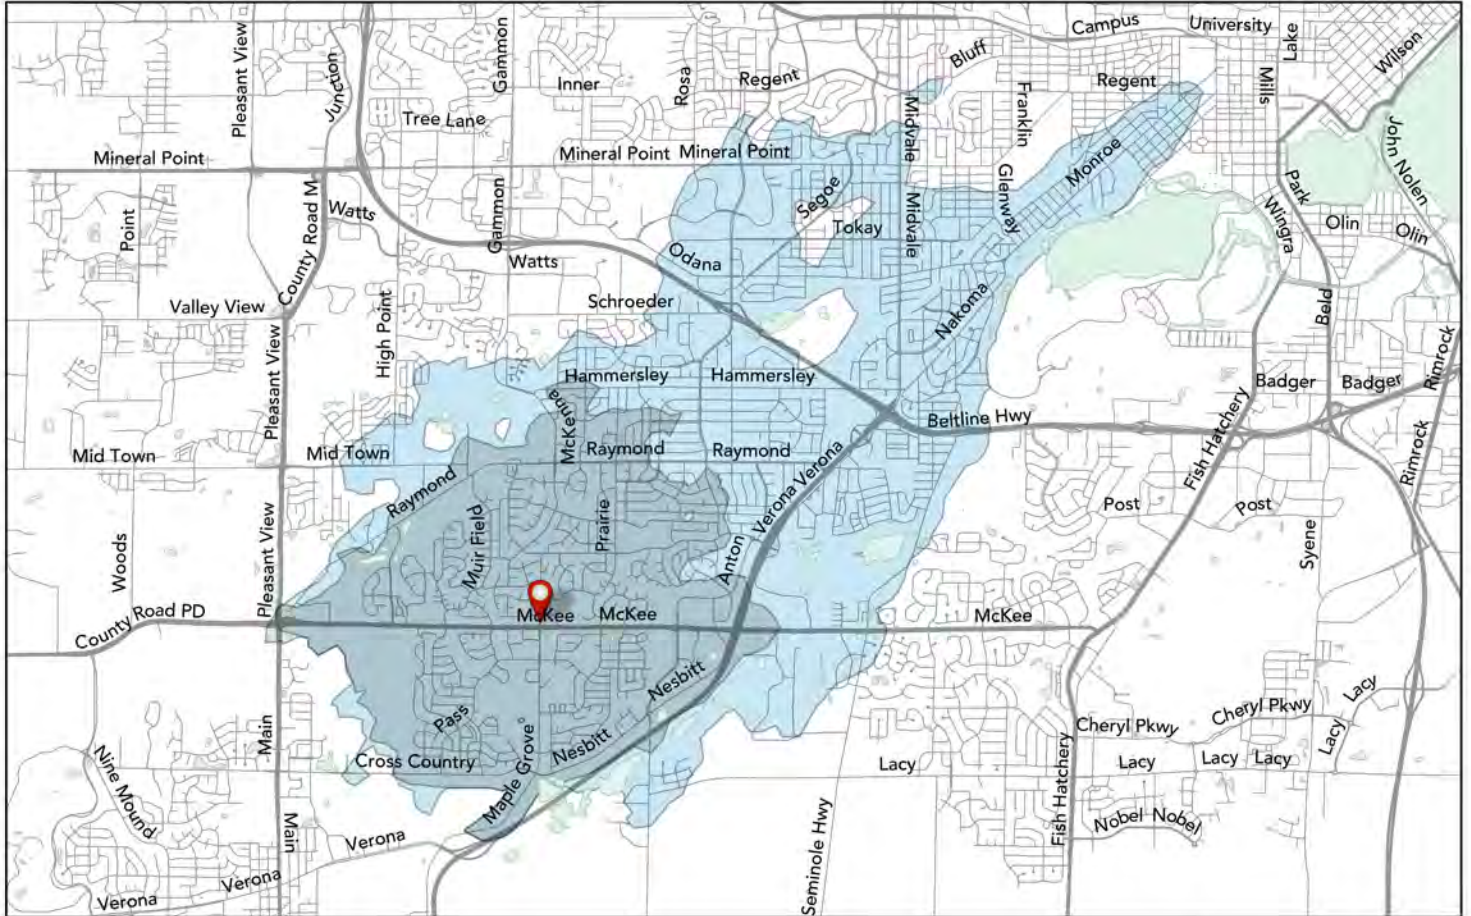 Campus
University
Lake
Wilson
Pleasant View
Junction
Gammon
Inner
Rosa
Regent
Bluff
Franklin
Regent
Mills
Tree Lane
Midvale
John Nolen
Mineral Point
Mineral Point
Mineral Point
Monroe
Glenway
Segoe
Park
Point
County Road M
Watts
Gammon
Tokay
Midvale
Wingra
Olin
Olin
Watts
Odana
Valley View
Schroeder
Nakoma
Beld
High Point
Pleasant View
Rimrock
Hammersley
Hammersley
Badger
Badger
McKenna
Beltline Hwy
Fish Hatchery
Mid Town
Mid Town
Raymond
Raymond
Rimrock
Raymond
Verona
Verona
Post
Post
Woods
Pleasant View
Muir Field
Prairie
Anton
Syene
County Road PD
McKee
McKee
McKee
Nesbitt
Lacy
Main
Pass
Cheryl Pkwy
Cheryl Pkwy
Lacy
Nine Mound
Cross Country
Maple Grove
Nesbitt
Lacy
Fish Hatchery
Lacy
Lacy
Lacy
Main
Verona
Seminole Hwy
Nobel
Nobel
Verona
Verona